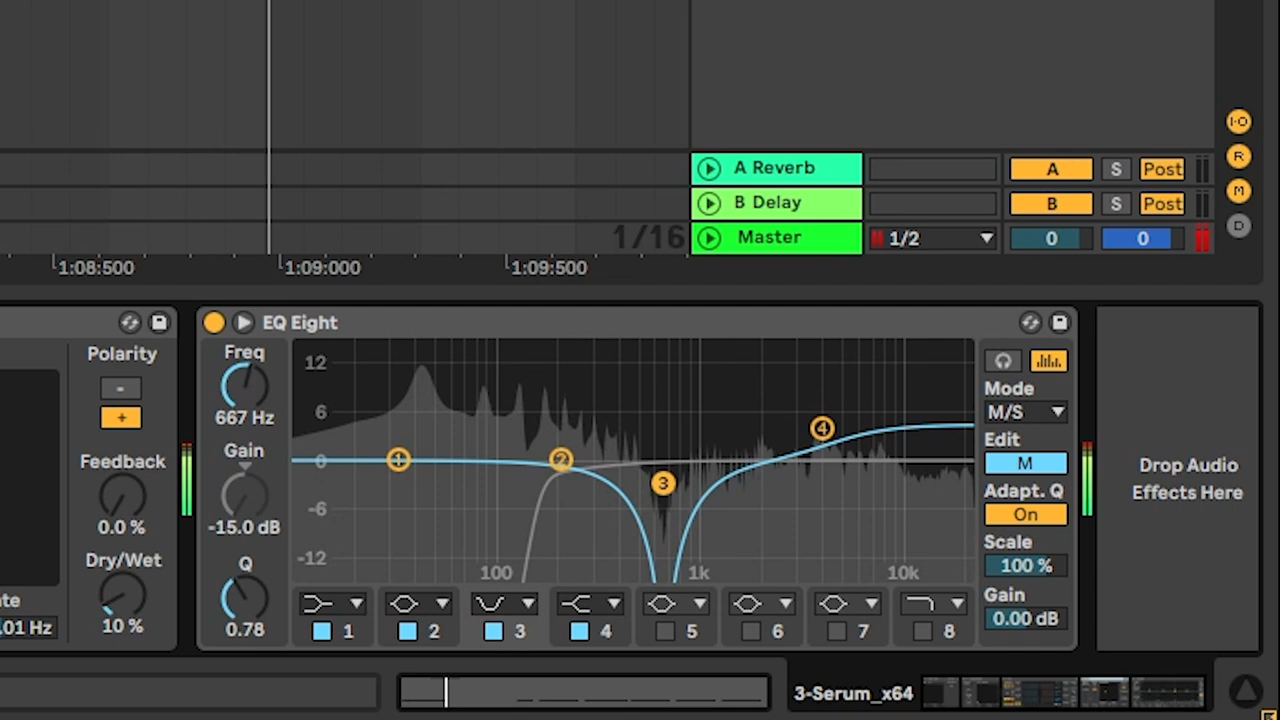 I·O
A Reverb A S Post R
B Delay B S Post M
1/16 Master 1/2 0 0 D
1:08:500 1:09:000 1:09:500
EQ Eight
Polarity
-
+
Feedback
0.0 %
Dry/Wet
10 %
.01 Hz
Freq
667 Hz
Gain
-15.0 dB
Q
0.78
12
6
0
-6
-12
100 1k 10k
1 2 3 4
1 2 3 4 5 6 7 8
Mode
M/S
Edit
M
Adapt. Q
On
Scale
100 %
Gain
0.00 dB
Drop Audio
Effects Here
3-Serum_x64